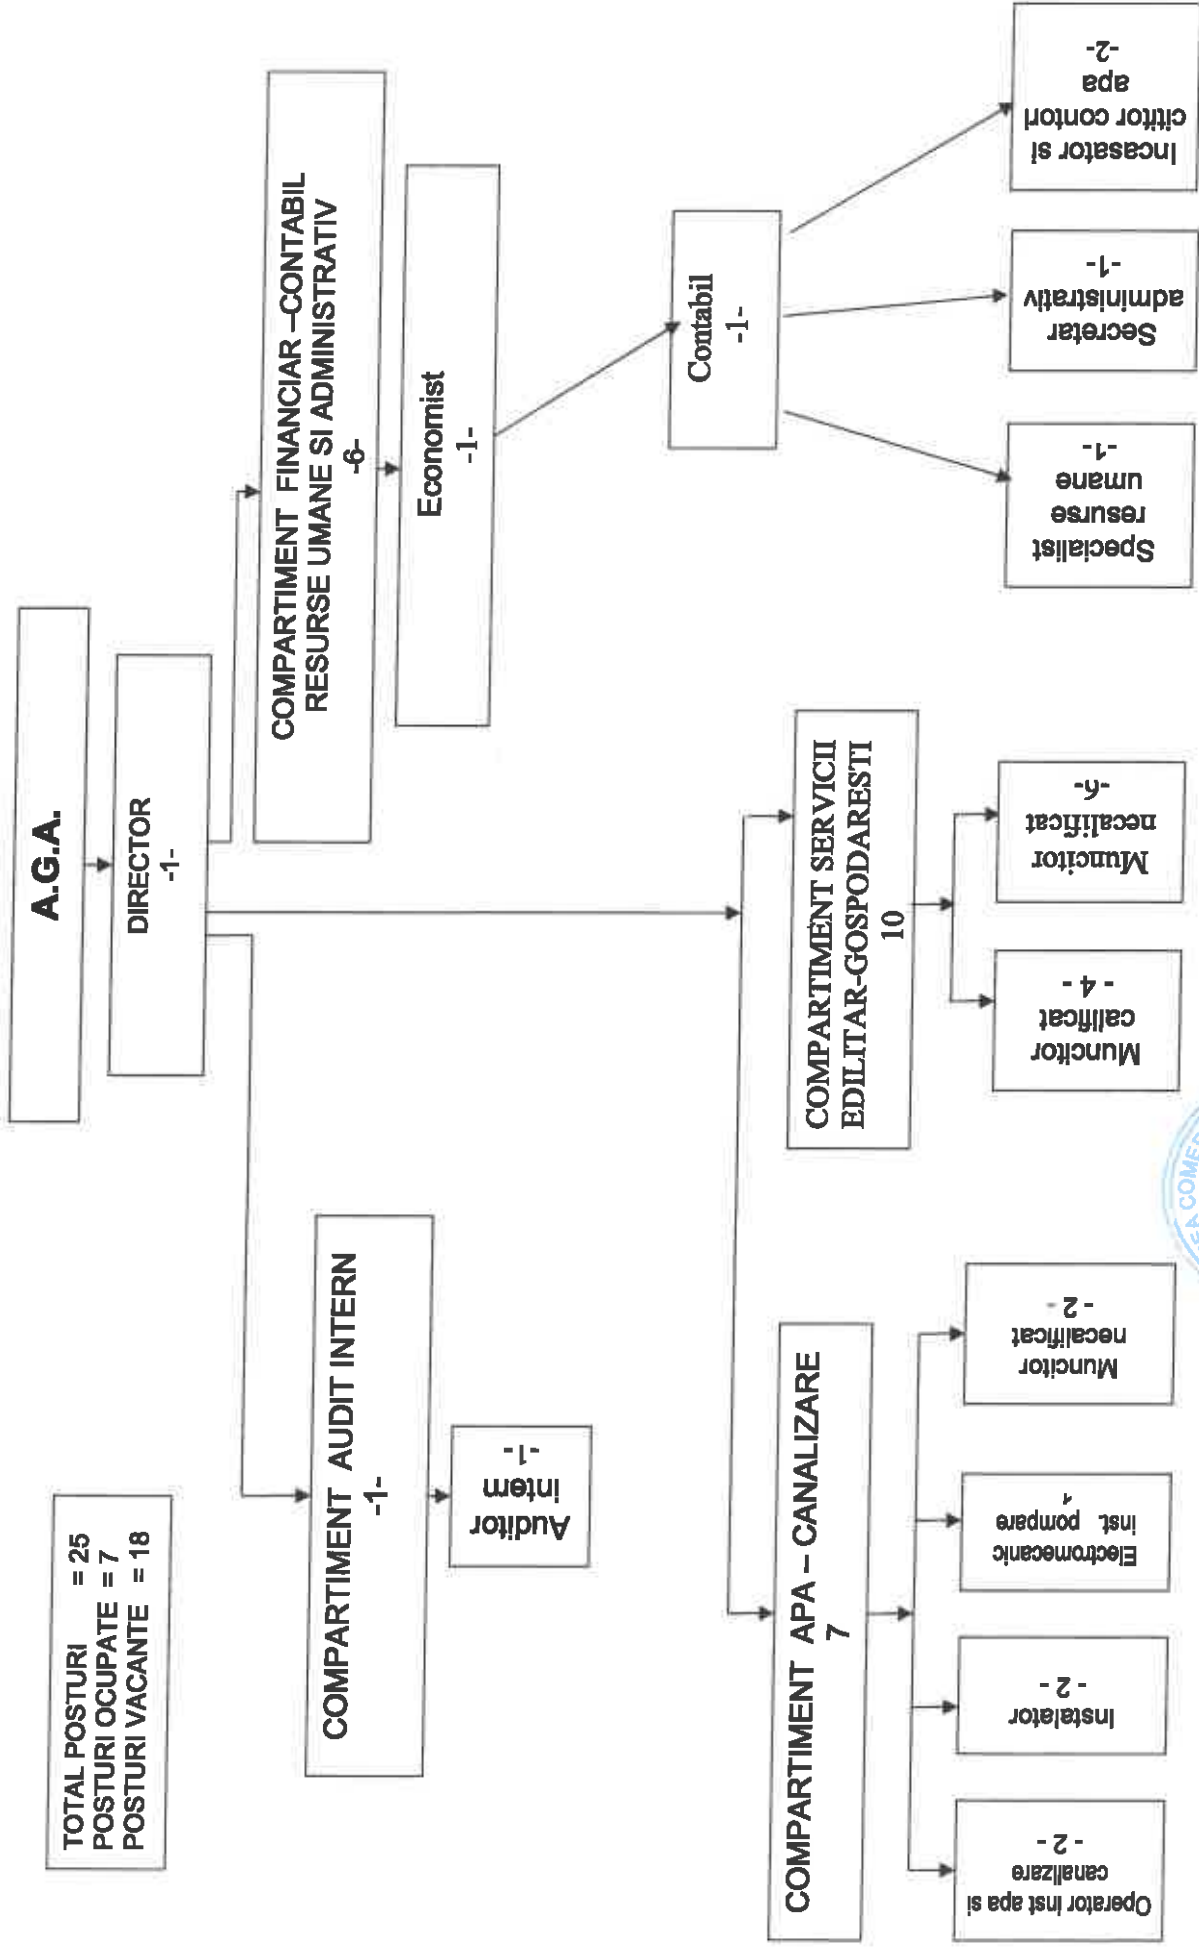 A.G.A.
DIRECTOR
-1-
TOTAL POSTURI = 25
POSTURI OCUPATE = 7
POSTURI VACANTE = 18
COMPARTIMENT AUDIT INTERN
-1-
Auditor
intern
-1-
COMPARTIMENT FINANCIAR –CONTABIL
RESURSE UMANE SI ADMINISTRATIV
-6-
Economist
-1-
Contabil
-1-
Specialist
resurse
umane
-1-
Secretar
administrativ
-1-
Incasator si
cititor contori
apa
-2-
COMPARTIMENT APA – CANALIZARE
7
Operator inst apa si
canalizare
- 2 -
Instalator
- 2 -
Electromecanic
inst. pompare
Muncitor
necalificat
- 2 -
COMPARTIMENT SERVICII
EDILITAR-GOSPODARESTI
10
Muncitor
calificat
- 4 -
Muncitor
necalificat
-6-